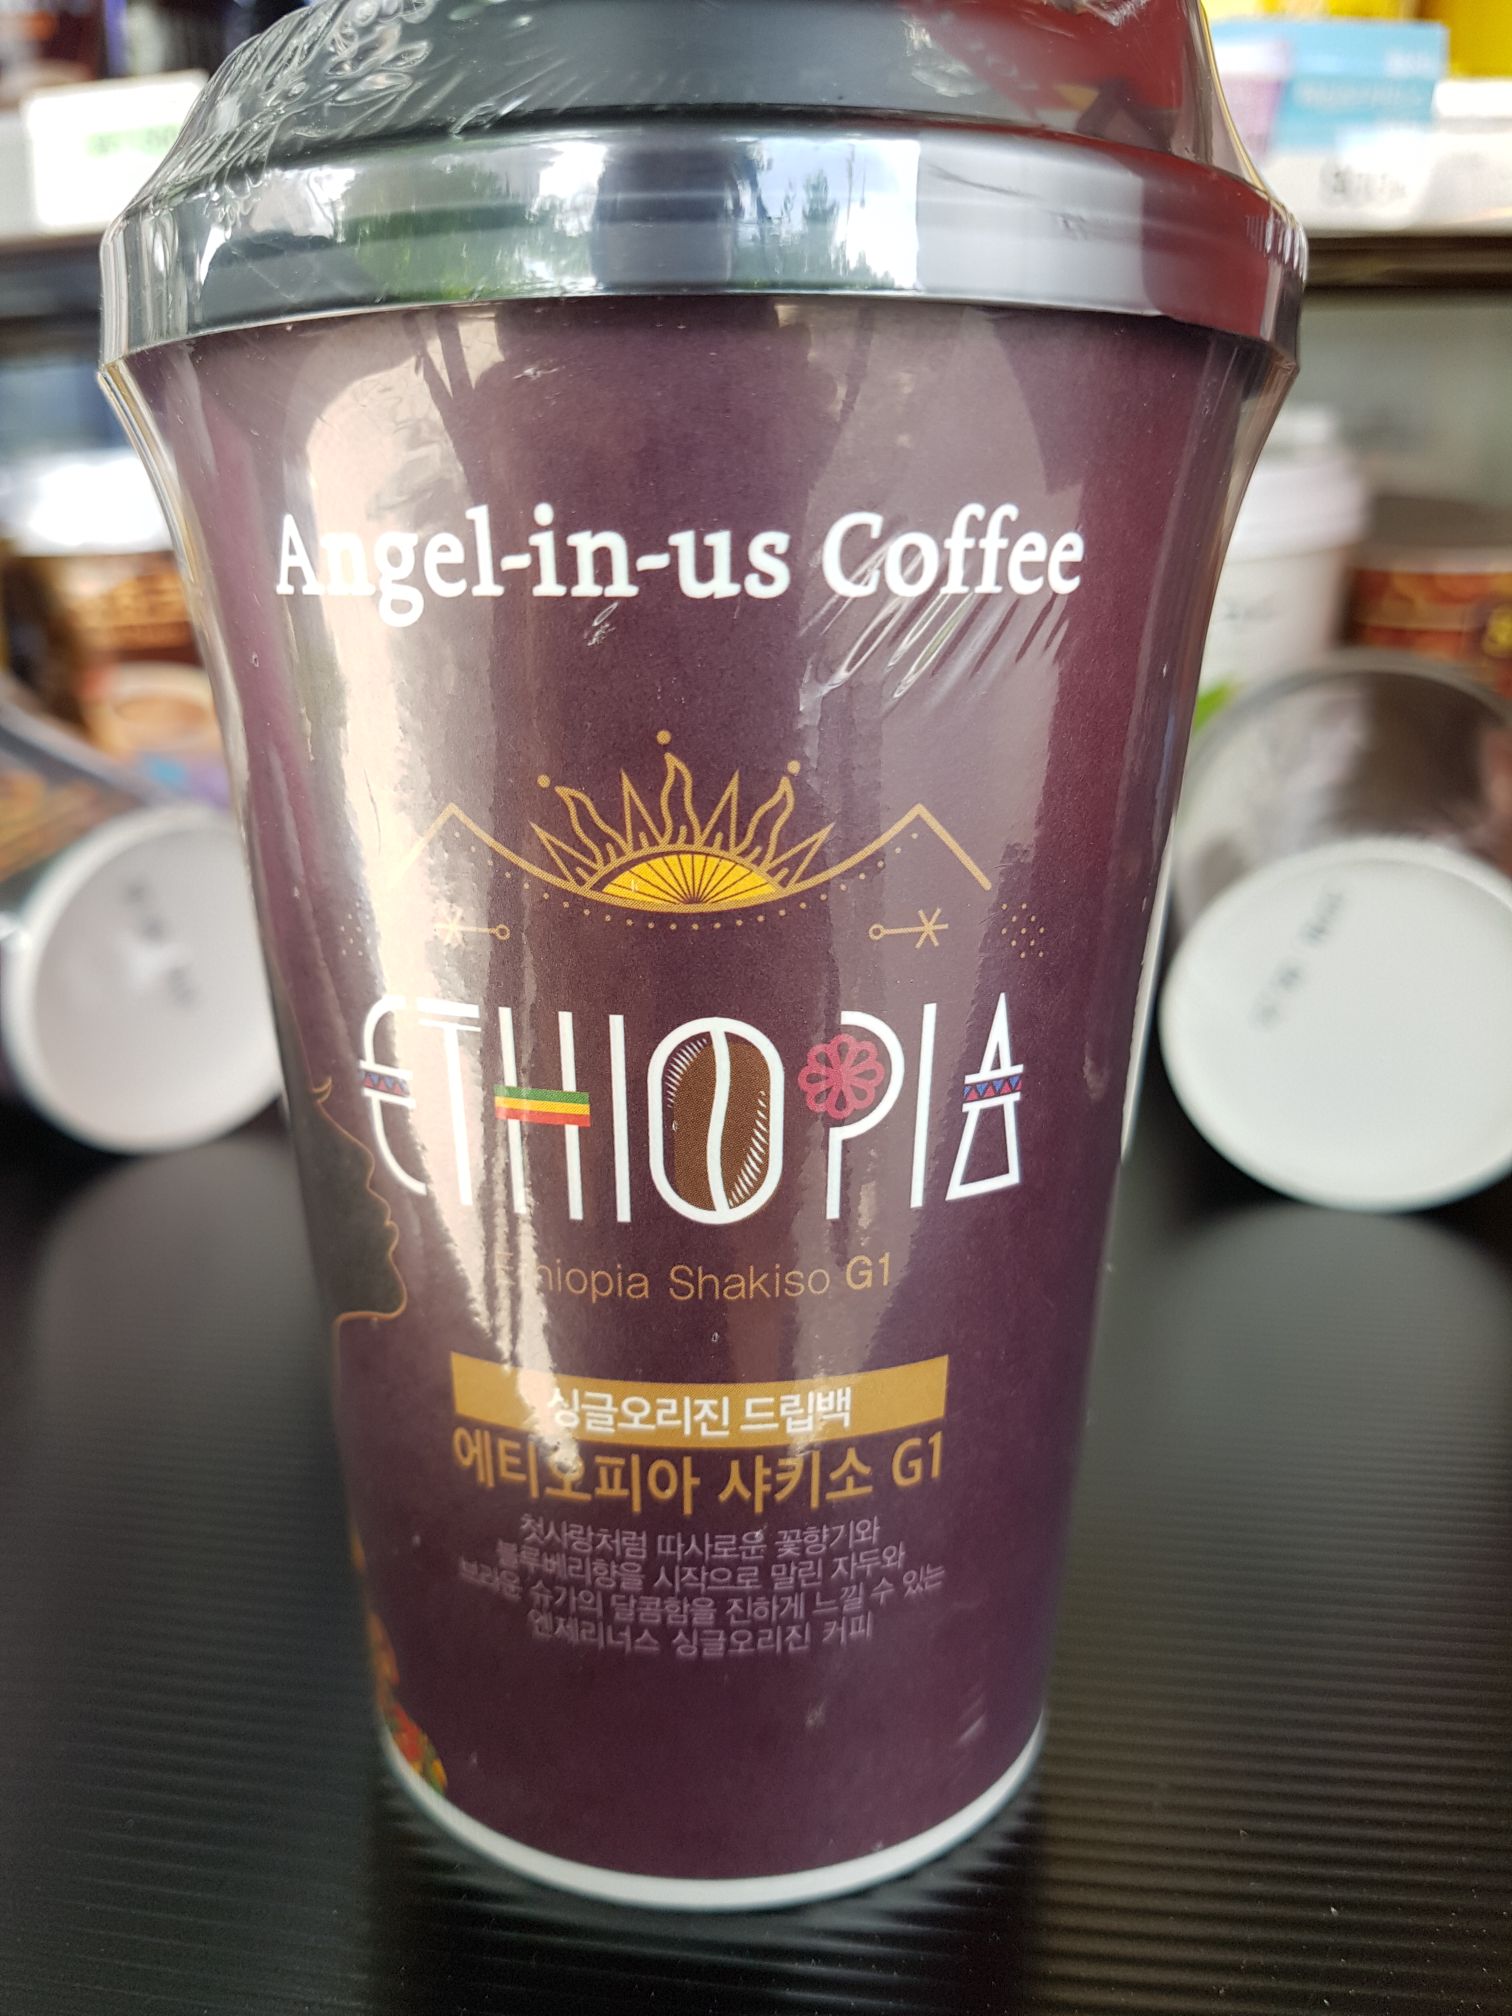 Angel-in-us Coffee
ETHIOPIA
Ethiopia Shakiso G1
싱글오리진 드립백
에티오피아 샤키소 G1
첫사랑처럼 따사로운 꽃향기와
블루베리향을 시작으로 말린 자두와
브라운 슈가의 달콤함을 진하게 느낄 수 있는
엔제리너스 싱글오리진 커피